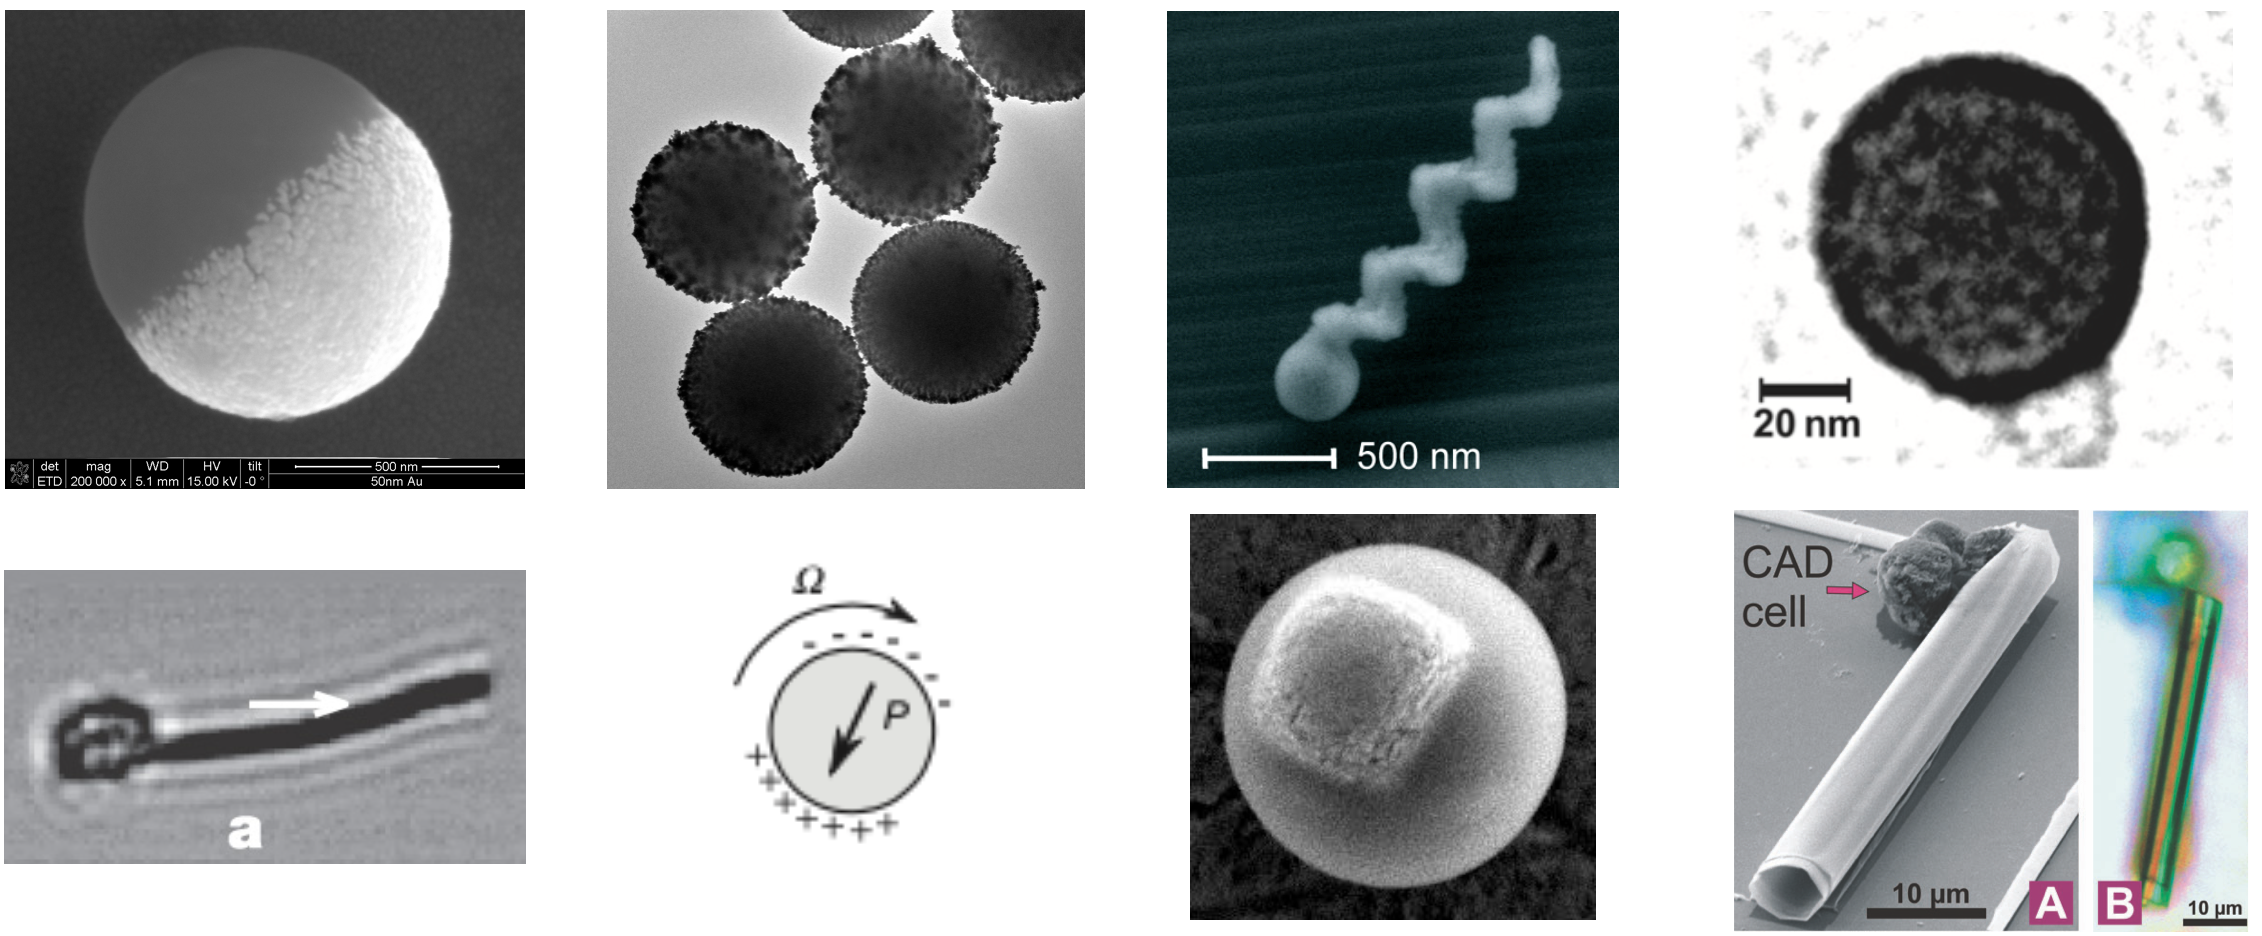 det mag WD HV tilt 500 nm
ETD 200 000 x 5.1 mm 15.00 kV -0 ° 50nm Au
500 nm
20 nm
a
Ω
- - - - - - - -
P
+ + + + + + +
CAD
cell
10 µm
A
B
10 µm